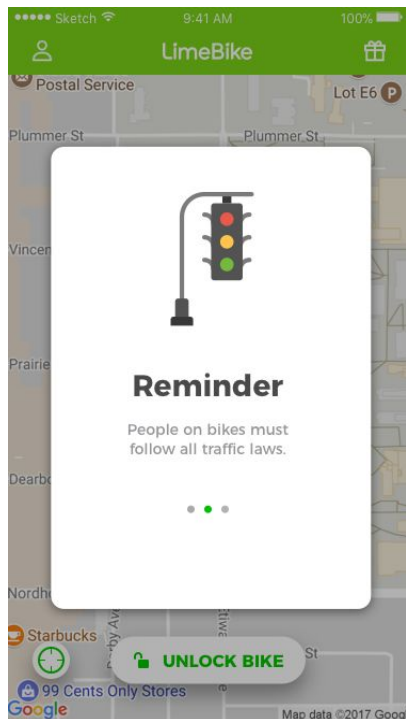 Sketch 9:41 AM 100%
LimeBike
Postal Service
Lot E6 P
Plummer St Plummer St
Vincen
Reminder
Prairie
People on bikes must
follow all traffic laws.
Dearbo
Nordh
Starbucks
UNLOCK BIKE
St
99 Cents Only Stores
Google
Map data ©2017 Goog